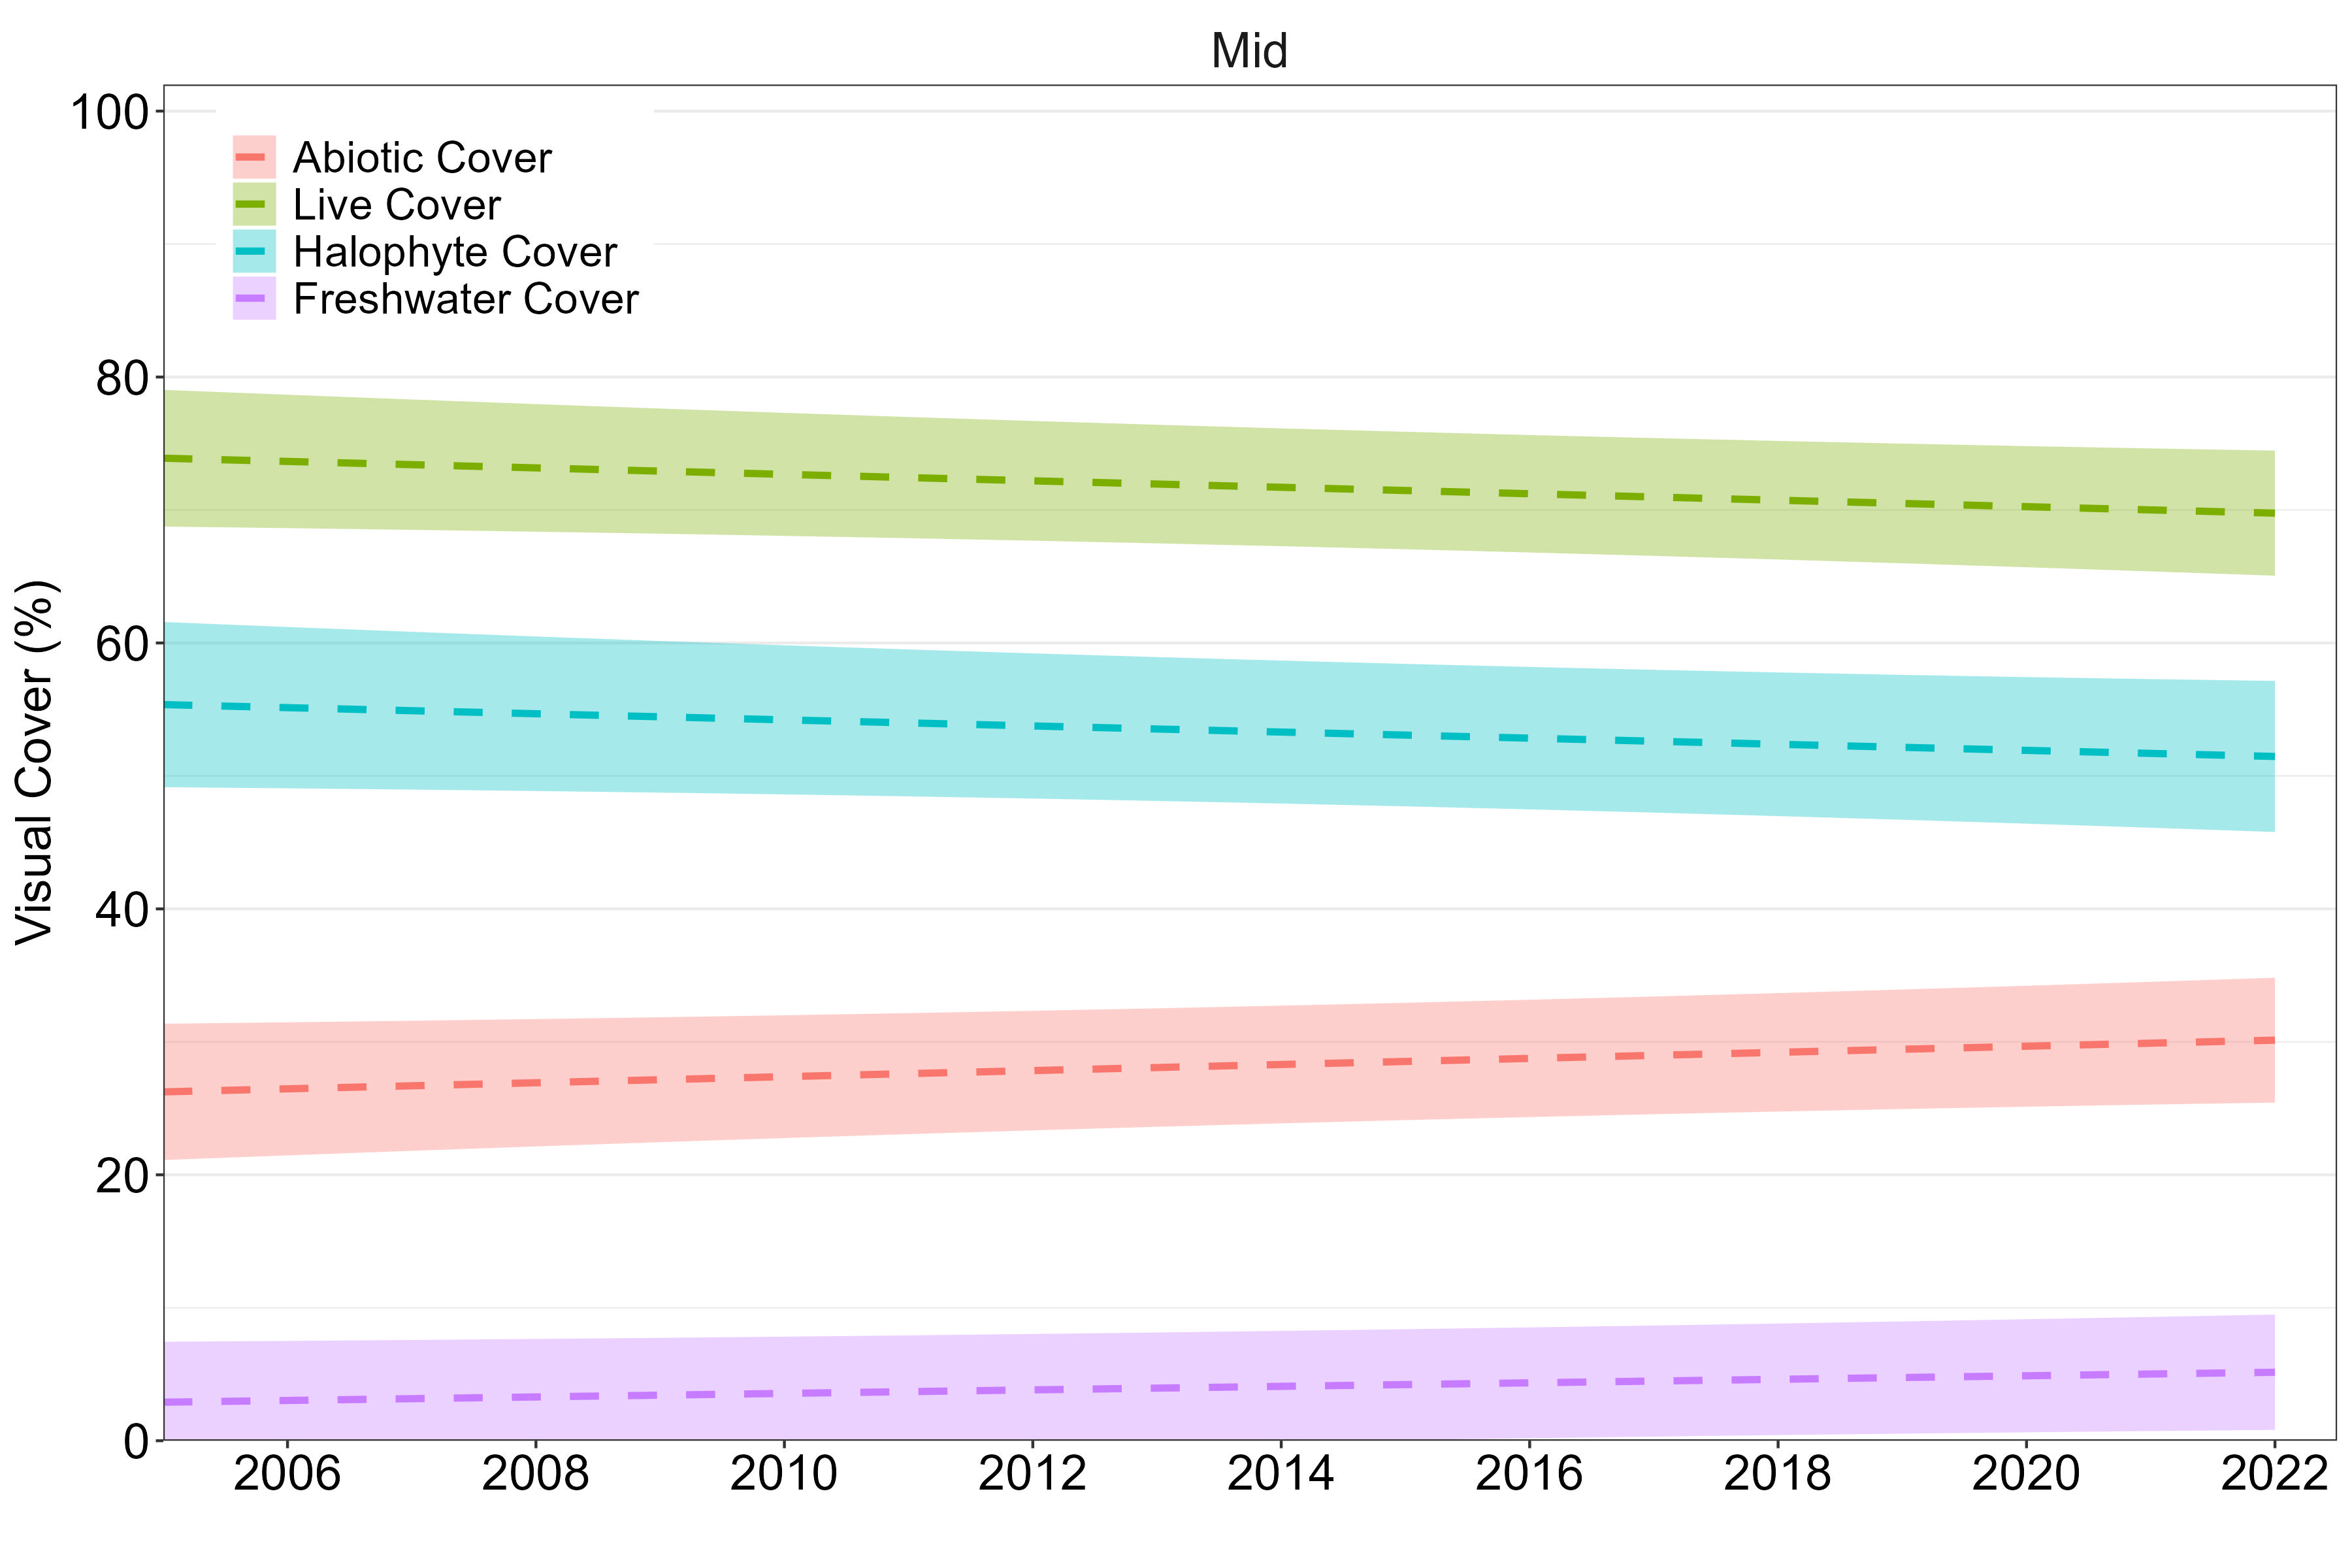 Mid
100
80
60
40
20
0
Visual Cover (%)
Abiotic Cover
Live Cover
Halophyte Cover
Freshwater Cover
2006 2008 2010 2012 2014 2016 2018 2020 2022